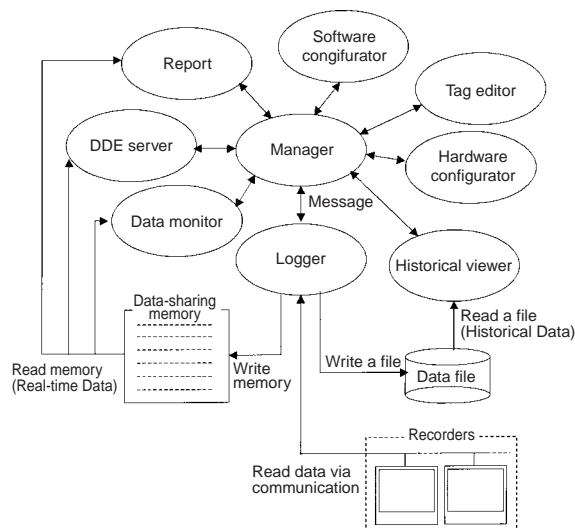 Software
congifurator
Report
Tag editor
DDE server
Manager
Hardware
configurator
Message
Data monitor
Logger
Historical viewer
Data-sharing
memory
Read a file
(Historical Data)
Write a file
Write
memory
Read memory
(Real-time Data)
Data file
Recorders
Read data via
communication